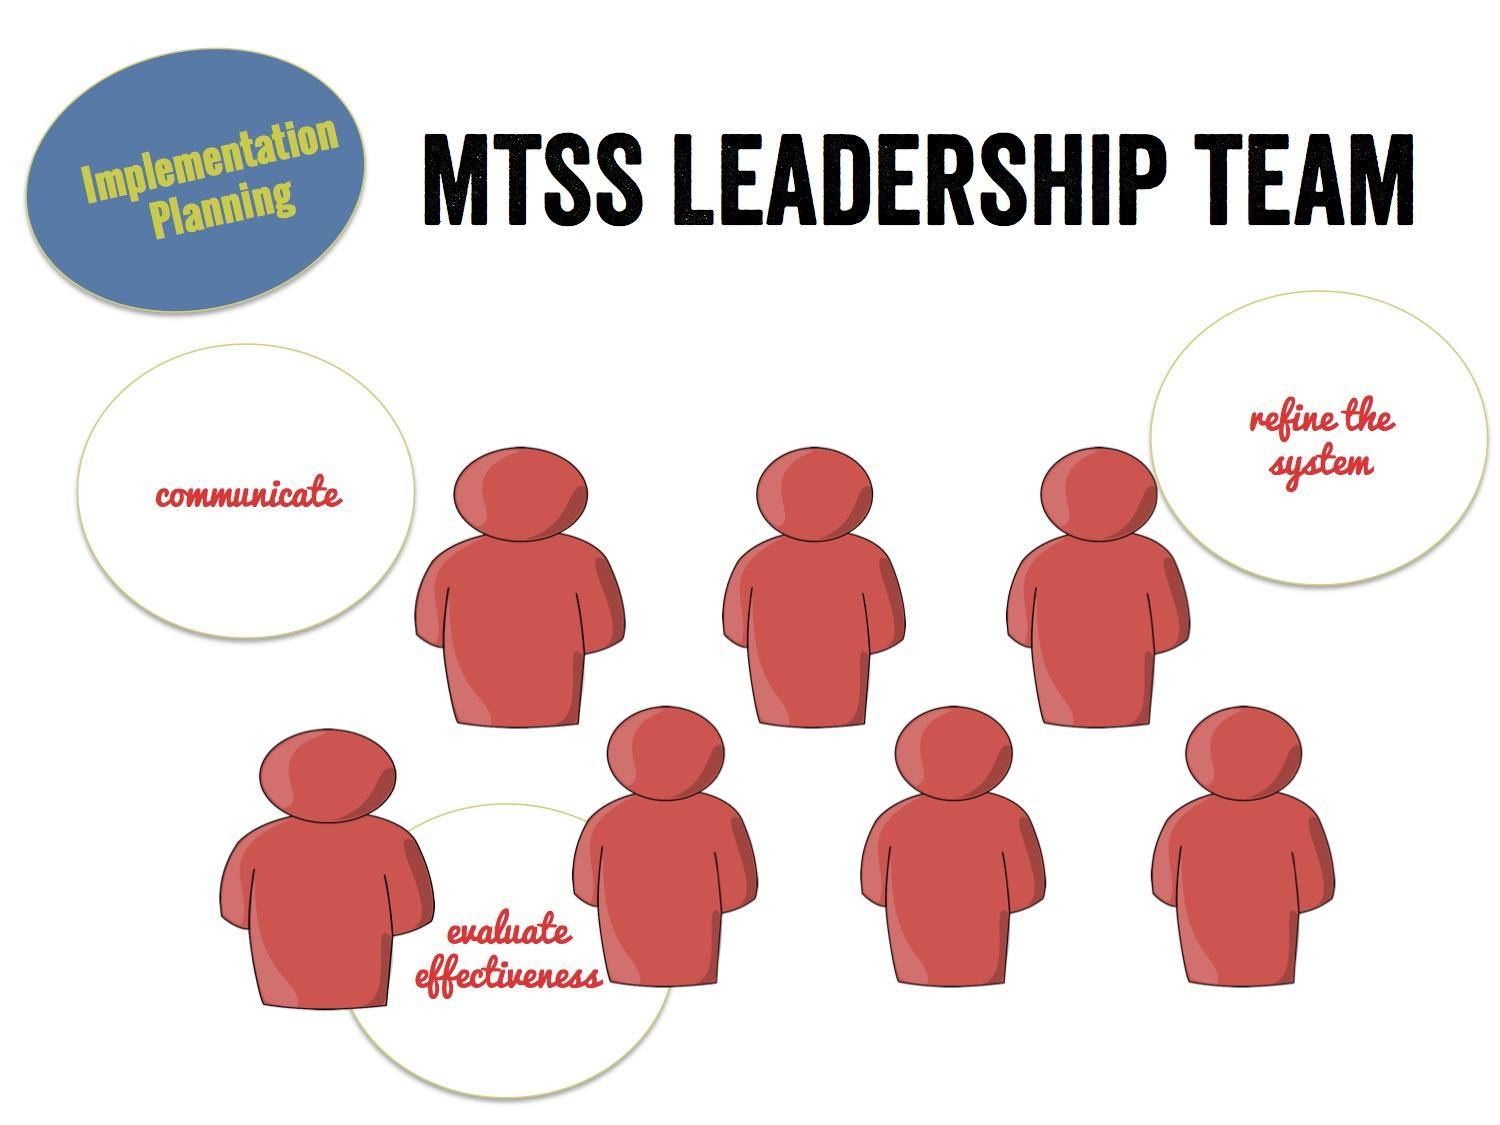 Implementation
Planning
MTSS LEADERSHIP TEAM
communicate
refine the
system
evaluate
effectiveness